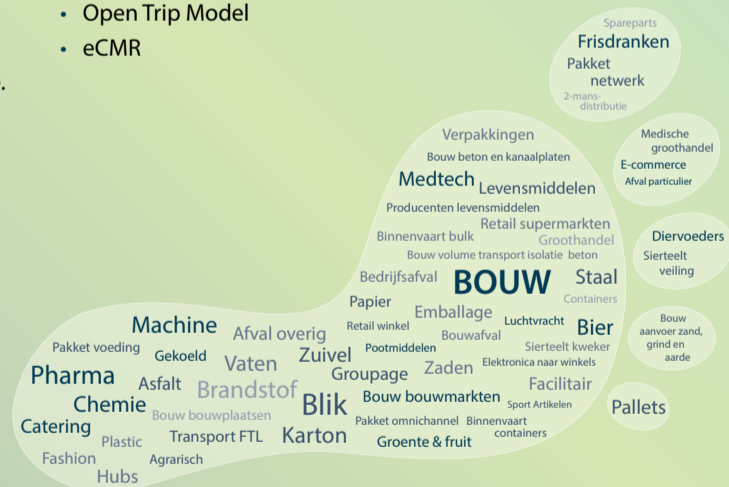 • Open Trip Model
• eCMR
.
Spareparts
Frisdranken
Pakket
netwerk
2-mans-
distributie
Medische
groothandel
E-commerce
Afval particulier
Diervoeders
Sierteelt
veiling
Bouw
aanvoer zand,
grind en
aarde
Pallets
Verpakkingen
Bouw beton en kanaalplaten
Medtech
Levensmiddelen
Producenten levensmiddelen
Retail supermarkten
Binnenvaart bulk
Groothandel
Bouw volume transport isolatie beton
Bedrijfsafval
BOUW
Staal
Papier
Containers
Emballage
Retail winkel
Luchtvracht
Bouwafval
Bier
Machine
Afval overig
Pakket voeding
Gekoeld
Zuivel
Pootmiddelen
Sierteelt kweker
Vaten
Groupage
Zaden
Elektronica naar winkels
Pharma
Asfalt
Brandstof
Facilitair
Chemie
Blik
Bouw bouwmarkten
Sport Artikelen
Bouw bouwplaatsen
Catering
Plastic
Transport FTL
Karton
Pakket omnichannel
Binnenvaart
containers
Groente & fruit
Fashion
Agrarisch
Hubs